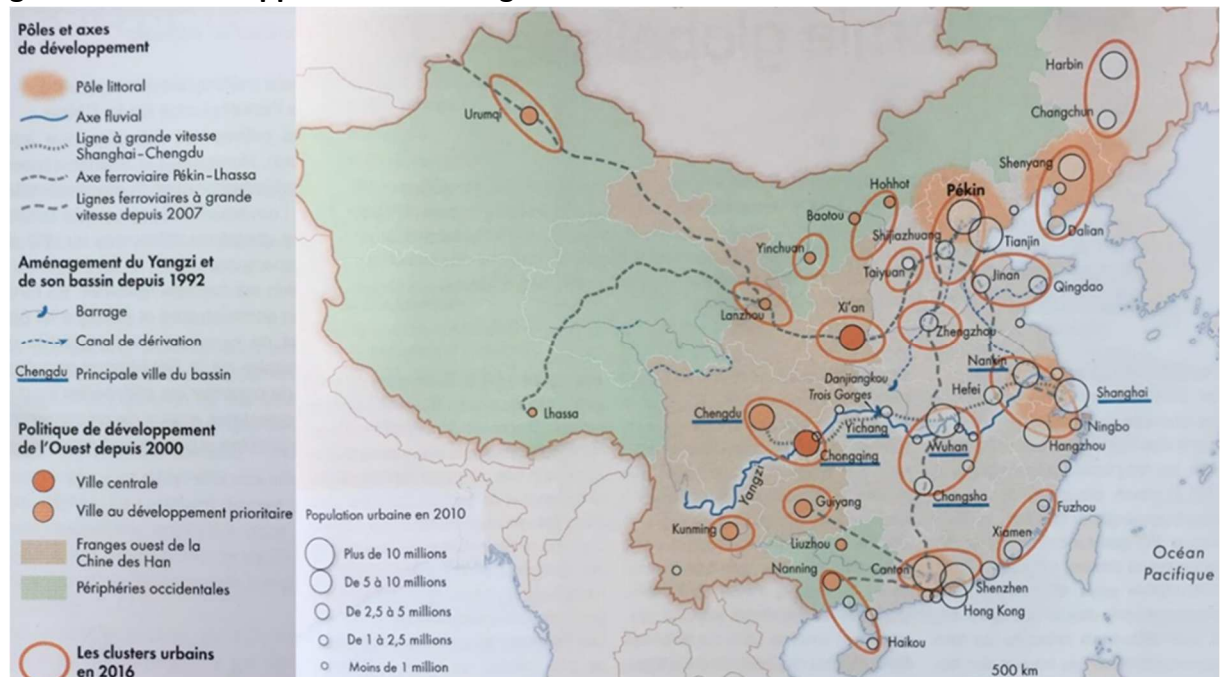 Pôles et axes
de développement
Pôle littoral
Axe fluvial
Ligne à grande vitesse
Shanghai–Chengdu
Axe ferroviaire Pékin–Lhassa
Lignes ferroviaires à grande
vitesse depuis 2007
Aménagement du Yangzi et
de son bassin depuis 1992
Barrage
Canal de dérivation
Chengdu Principale ville du bassin
Politique de développement
de l'Ouest depuis 2000
Ville centrale
Ville au développement prioritaire
Franges ouest de la
Chine des Han
Périphéries occidentales
Les clusters urbains
en 2016
Population urbaine en 2010
Plus de 10 millions
De 5 à 10 millions
De 2,5 à 5 millions
De 1 à 2,5 millions
Moins de 1 million
Harbin
Changchun
Urumqi
Shenyang
Hohhot
Pékin
Baotou
Dalian
Shijiazhuang
Tianjin
Yinchuan
Taiyuan
Jinan
Qingdao
Lanzhou
Xi'an
Zhengzhou
Nankin
Danjiangkou
Hefei
Shanghai
Trois Gorges
Lhassa
Chengdu
Yichang
Ningbo
Wuhan
Hangzhou
Chongqing
Yangzi
Changsha
Guiyang
Fuzhou
Kunming
Xiamen
Liuzhou
Océan
Pacifique
Nanning
Canton
Shenzhen
Hong Kong
Haikou
500 km